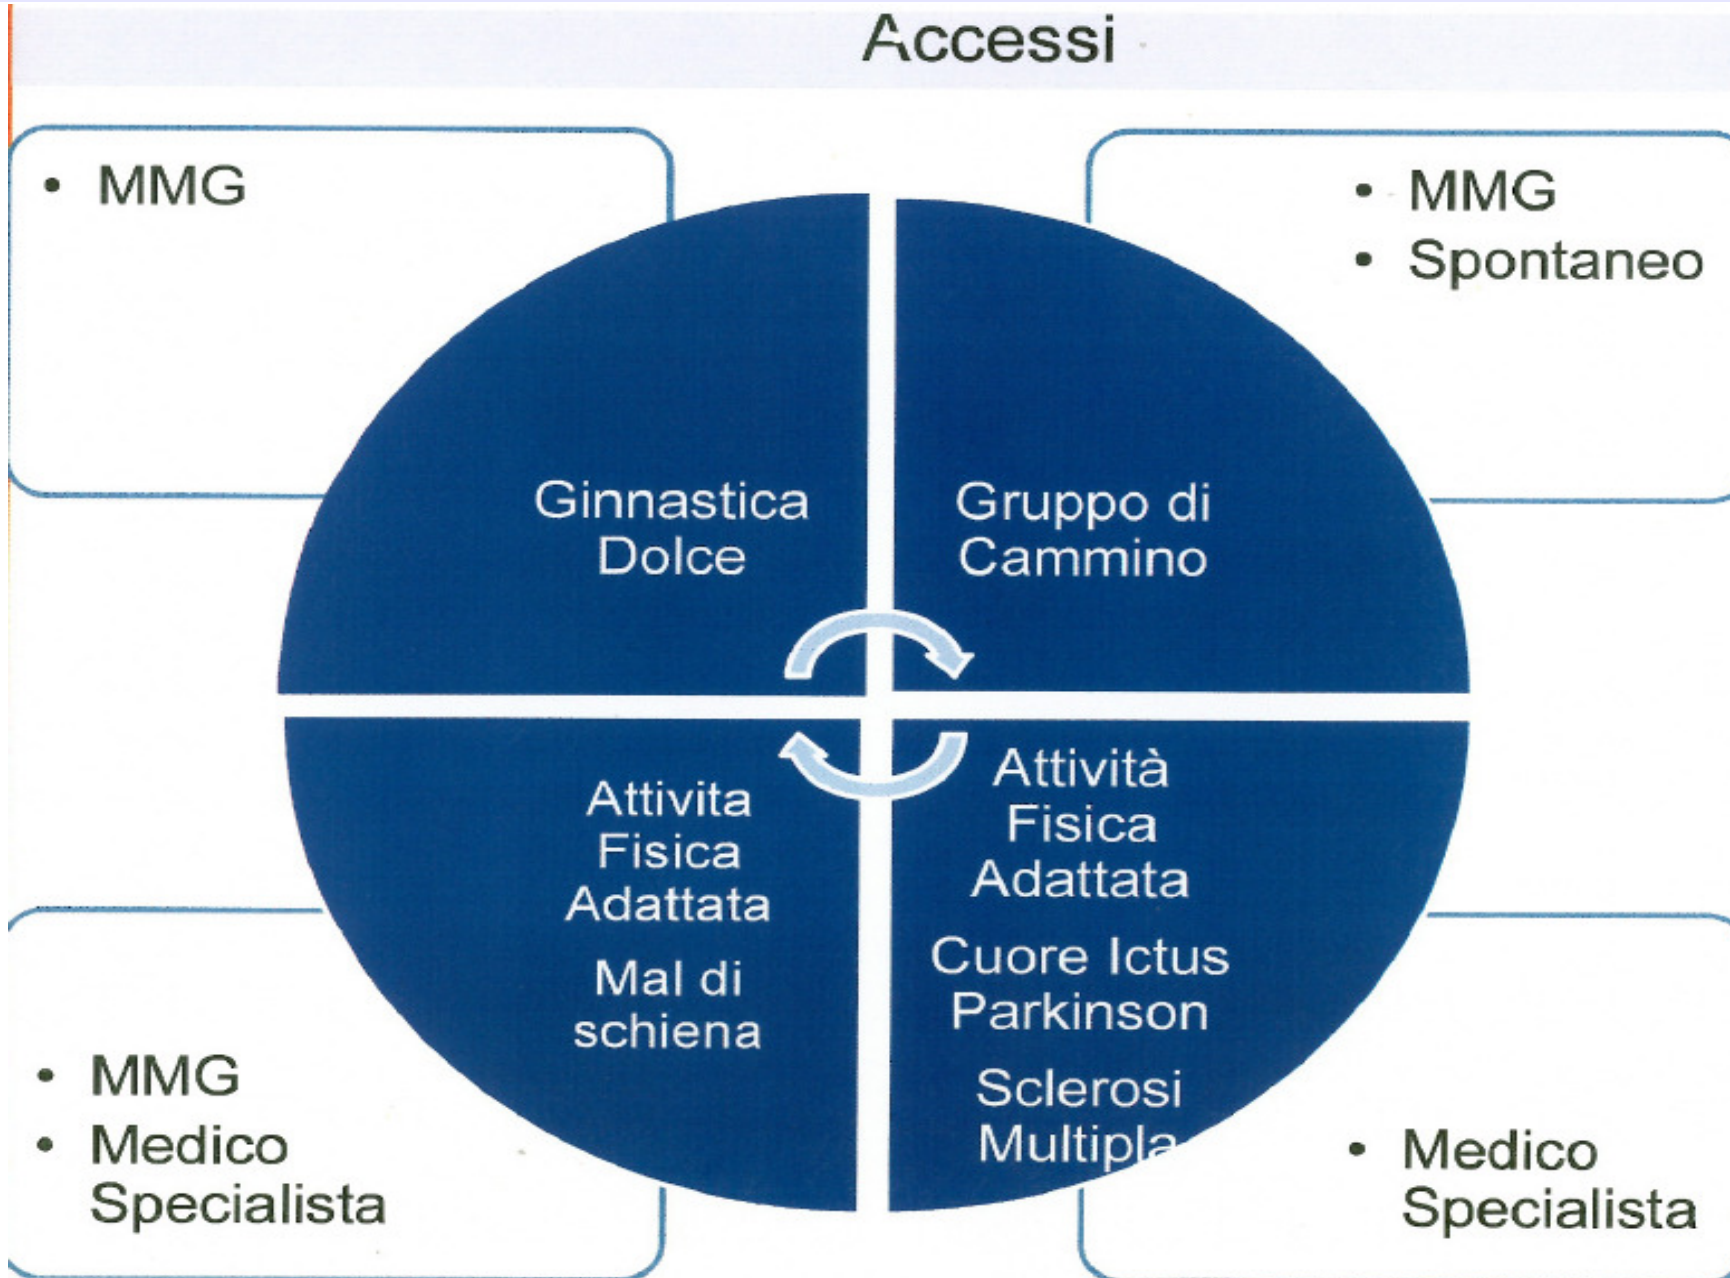 Accessi
• MMG
• MMG
• Spontaneo
Ginnastica
Dolce
Gruppo di
Cammino
Attivita
Fisica
Adattata
Mal di
schiena
Attività
Fisica
Adattata
Cuore Ictus
Parkinson
Sclerosi
Multipla
• MMG
• Medico
Specialista
• Medico
Specialista